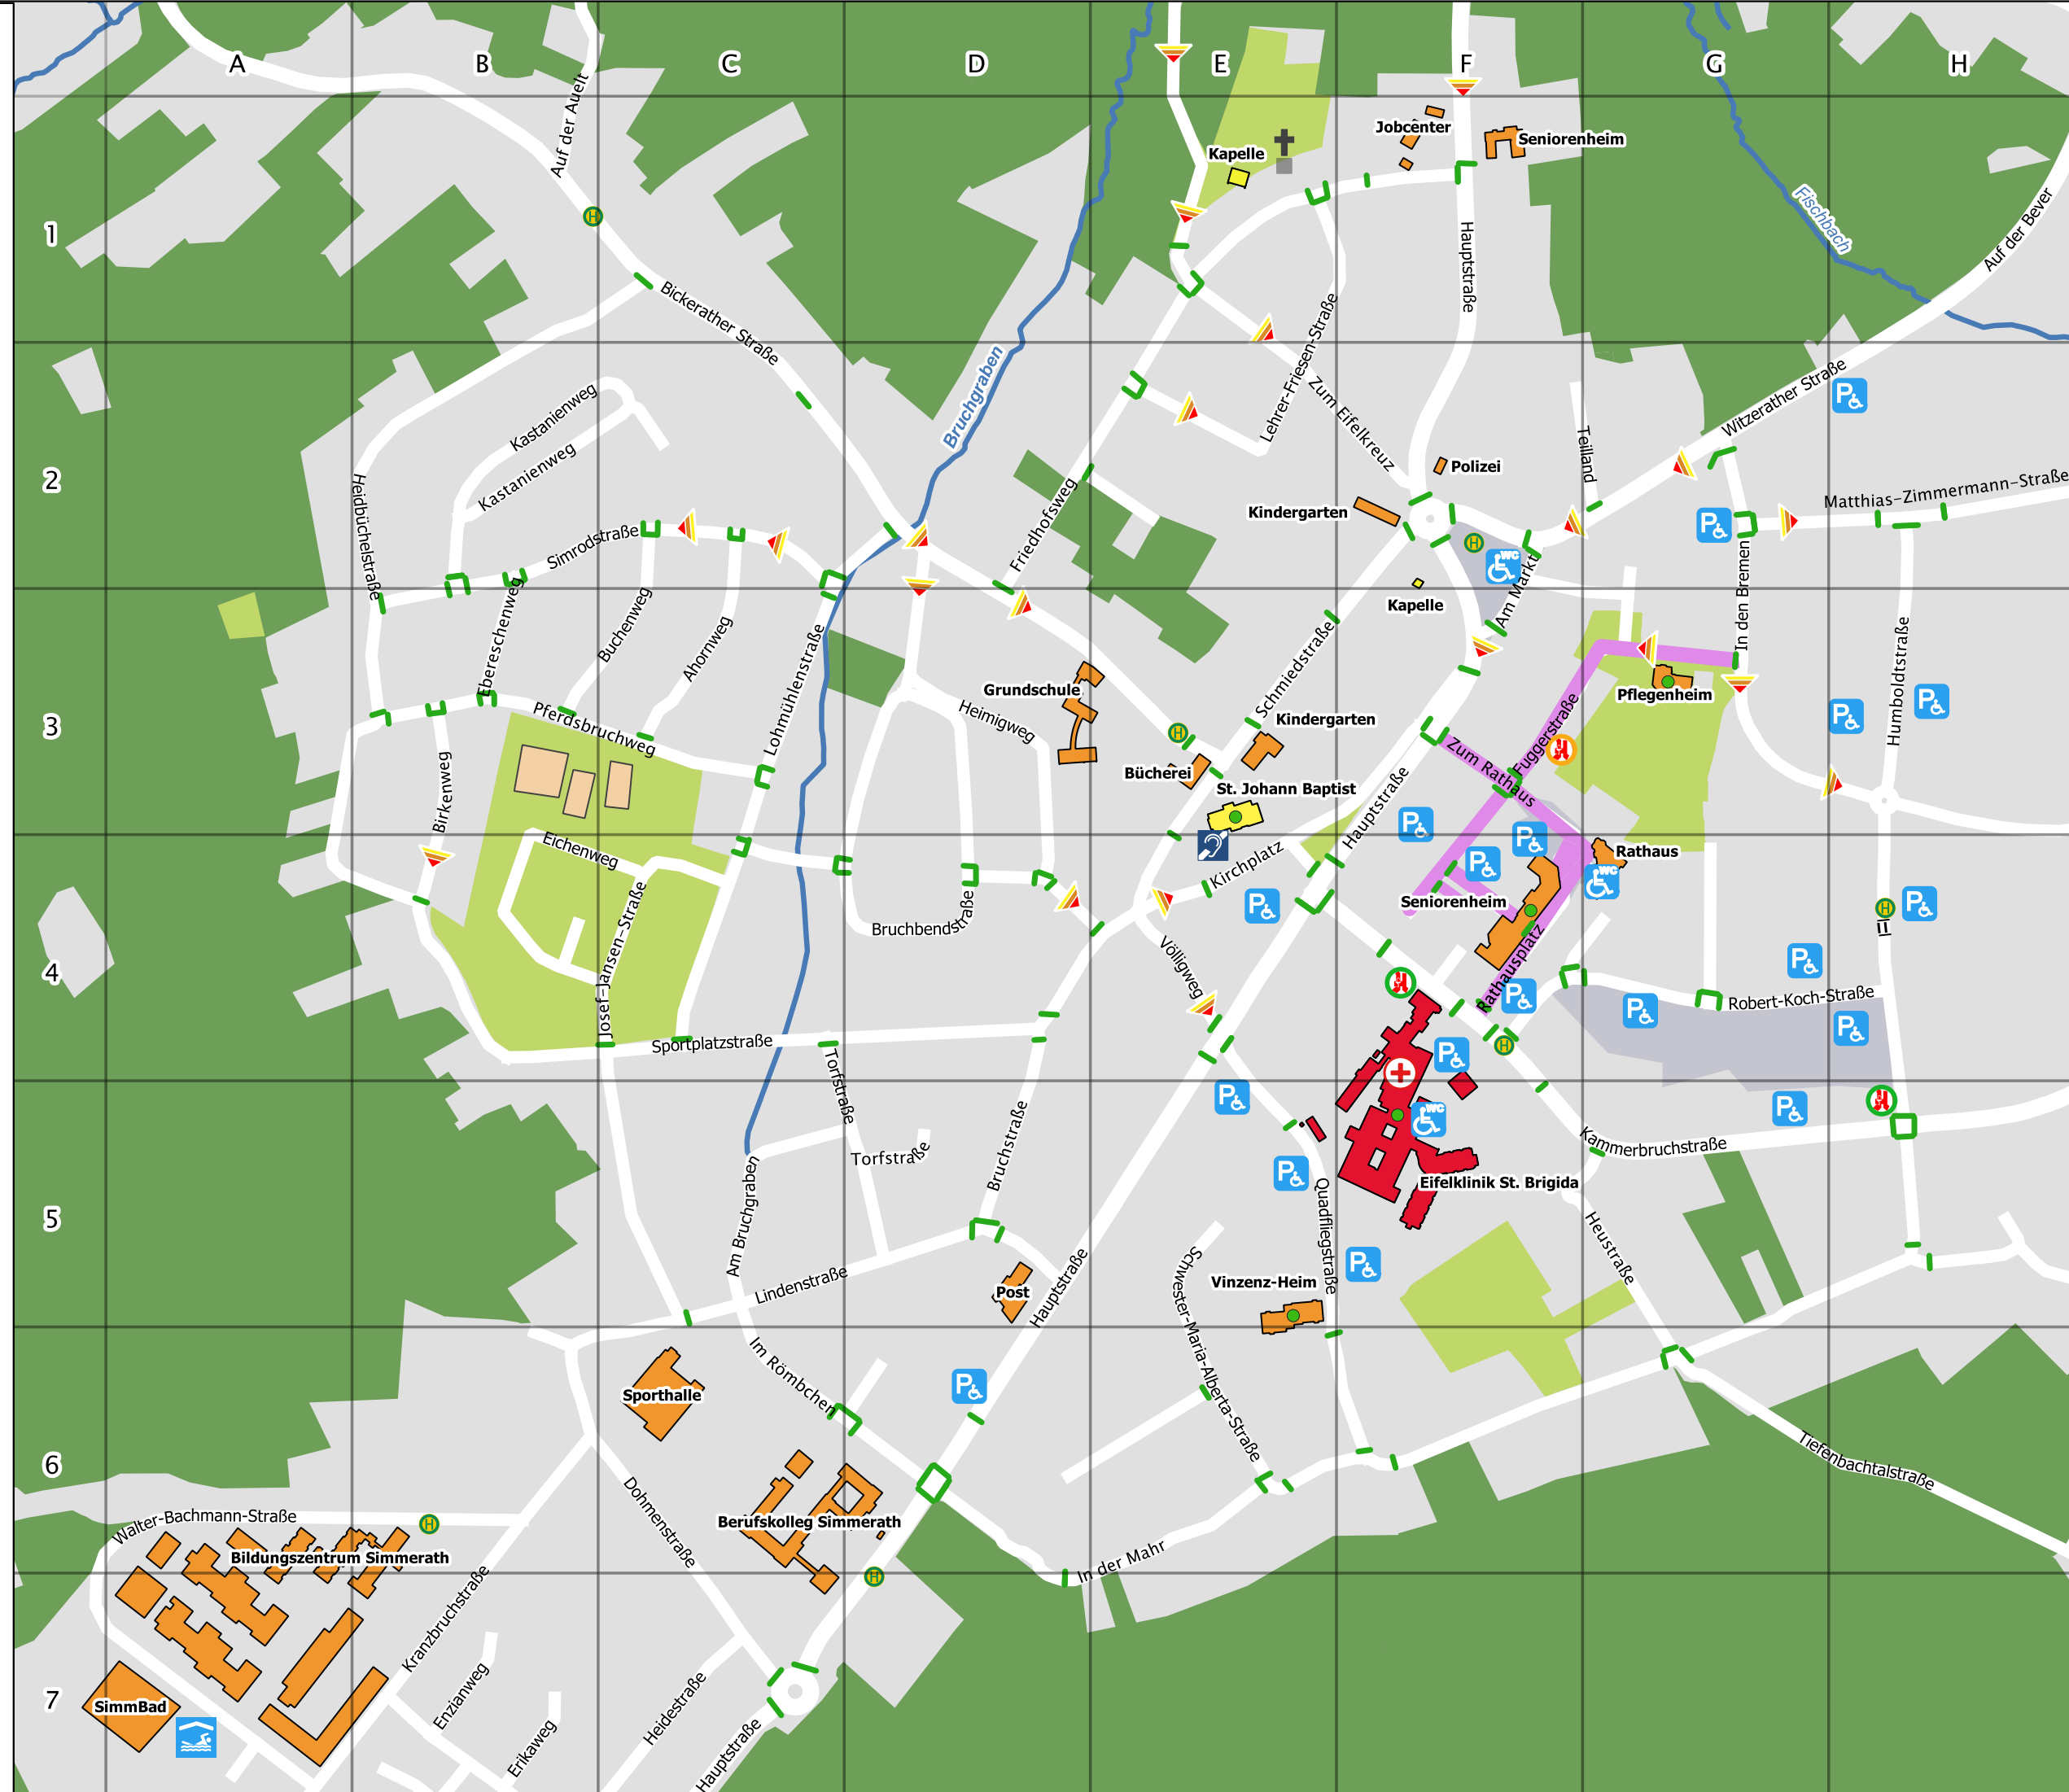 A
B
C
D
E
F
G
H
Auf der Auelt
Jobcenter
Seniorenheim
Kapelle
1
Fischbach
Auf der Bever
Hauptstraße
Bickerather Straße
Lehrer-Friesen-Straße
Zum Eifelkreuz
Bruchgraben
Witzerather Straße
Kastanienweg
Kastanienweg
Teilland
Polizei
2
Heidbüchelstraße
Matthias-Zimmermann-Straße
Kindergarten
Friedhofsweg
Simrodstraße
WC
Am Markt
In den Bremen
Kapelle
Ebereschenweg
Buchenweg
Ahornweg
Lohmühlenstraße
Schmiedstraße
Humboldtstraße
Grundschule
Pflegenheim
Heimigweg
Kindergarten
3
Pferdsbruchweg
Fuggerstraße
Zum Rathaus
Bücherei
St. Johann Baptist
Birkenweg
Hauptstraße
Eichenweg
Kirchplatz
Rathaus
WC
Seniorenheim
Bruchbendstraße
Josef-Jansen-Straße
Völligweg
4
Rathausplatz
Robert-Koch-Straße
Sportplatzstraße
Torfstraße
Bruchstraße
WC
Kammerbruchstraße
Torfstraße
Am Bruchgraben
Eifelklinik St. Brigida
Quadfliegstraße
5
Heustraße
Schwester-Maria-Alberta-Straße
Lindenstraße
Hauptstraße
Vinzenz-Heim
Post
Im Römbchen
Sporthalle
6
Tiefenbachtalstraße
Dohmenstraße
Walter-Bachmann-Straße
Berufskolleg Simmerath
Bildungszentrum Simmerath
In der Mahr
Kranzbruchstraße
Enzianweg
7
SimmBad
Heidestraße
Erikaweg
Hauptstraße